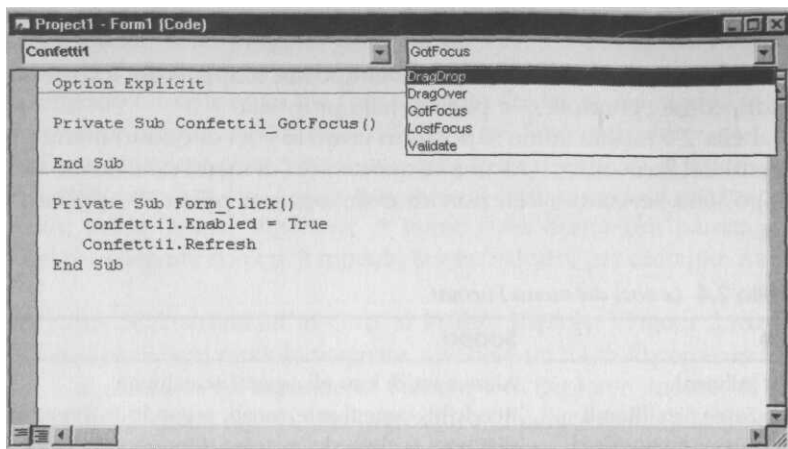 Project1 - Form1 (Code)
Confetti1
GotFocus
DragDrop
DragOver
GotFocus
LostFocus
Validate
Option Explicit
Private Sub Confetti1_GotFocus()
End Sub
Private Sub Form_Click()
Confetti1.Enabled True
Confetti1.Refresh
End Sub